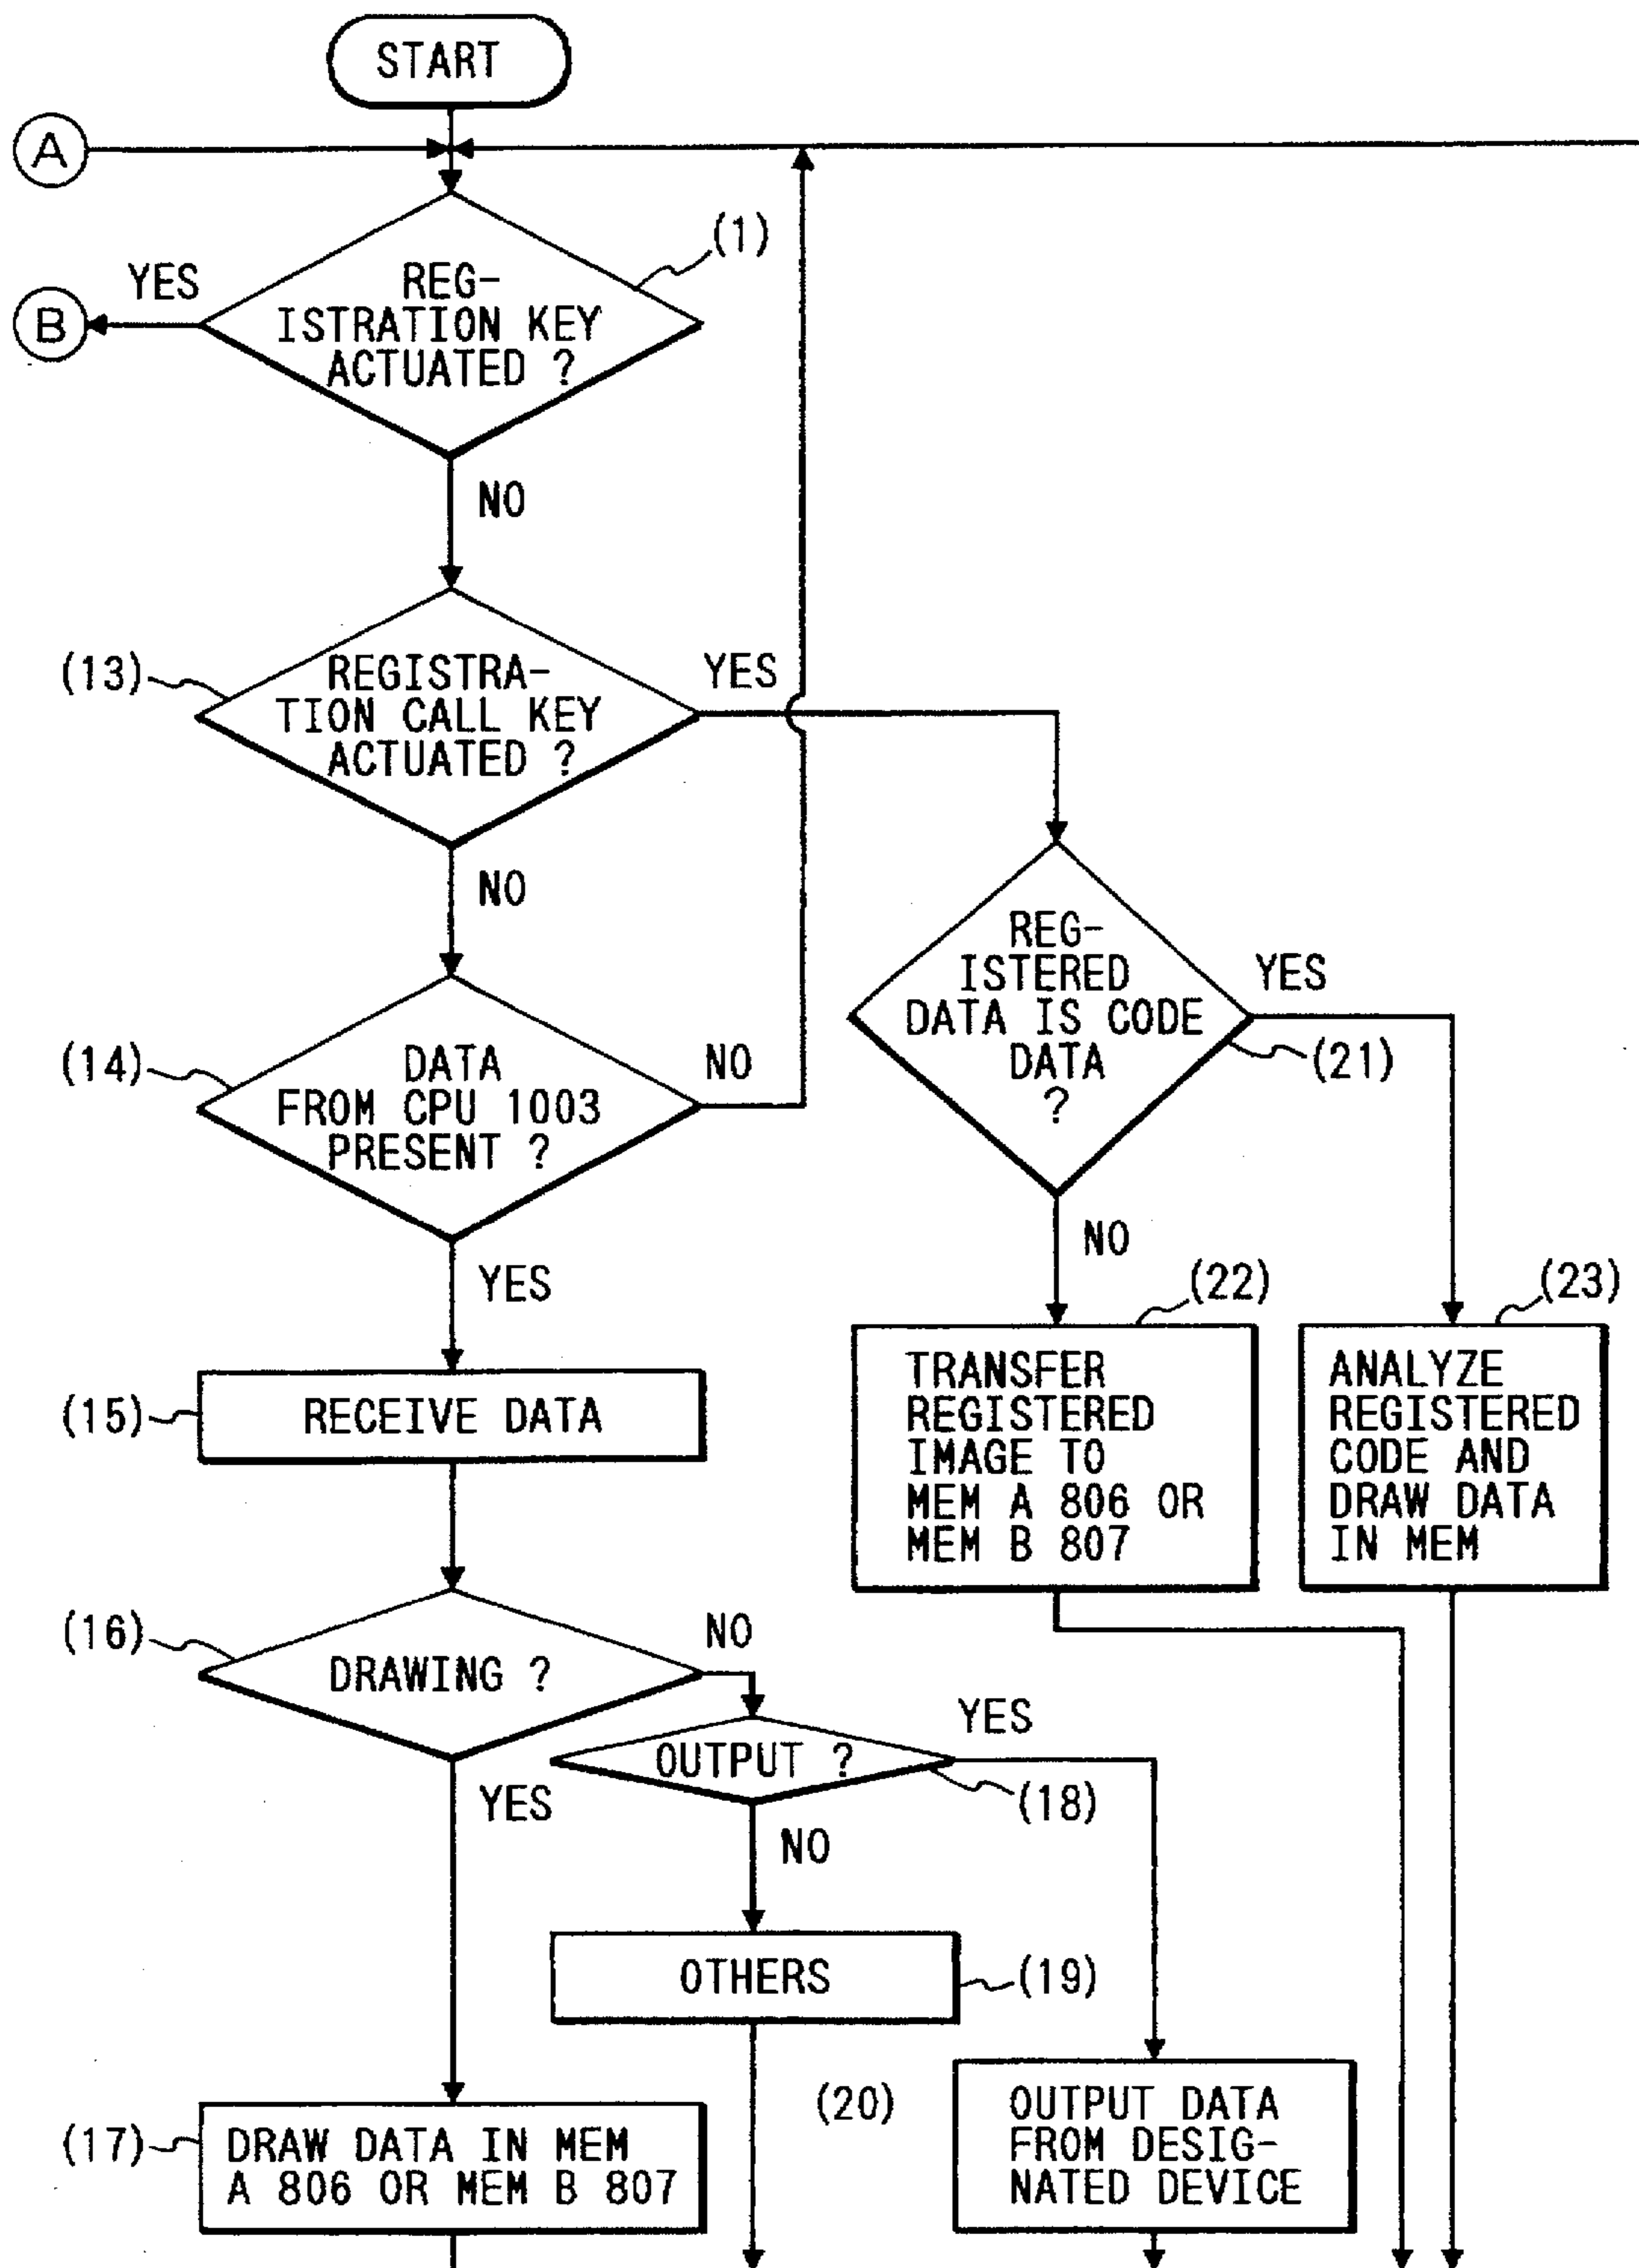 START
A
(1)
YES
B
REG-
ISTRATION KEY
ACTUATED ?
NO
(13)
REGISTRA-
TION CALL KEY
ACTUATED ?
YES
NO
(14)
DATA
FROM CPU 1003
PRESENT ?
NO
YES
REG-
ISTERED
DATA IS CODE
DATA
?
YES
(21)
NO
(22)
(23)
(15)
RECEIVE DATA
TRANSFER
REGISTERED
IMAGE TO
MEM A 806 OR
MEM B 807
ANALYZE
REGISTERED
CODE AND
DRAW DATA
IN MEM
(16)
DRAWING ?
NO
YES
OUTPUT ?
YES
(18)
NO
OTHERS
(19)
(17)
DRAW DATA IN MEM
A 806 OR MEM B 807
(20)
OUTPUT DATA
FROM DESIG-
NATED DEVICE